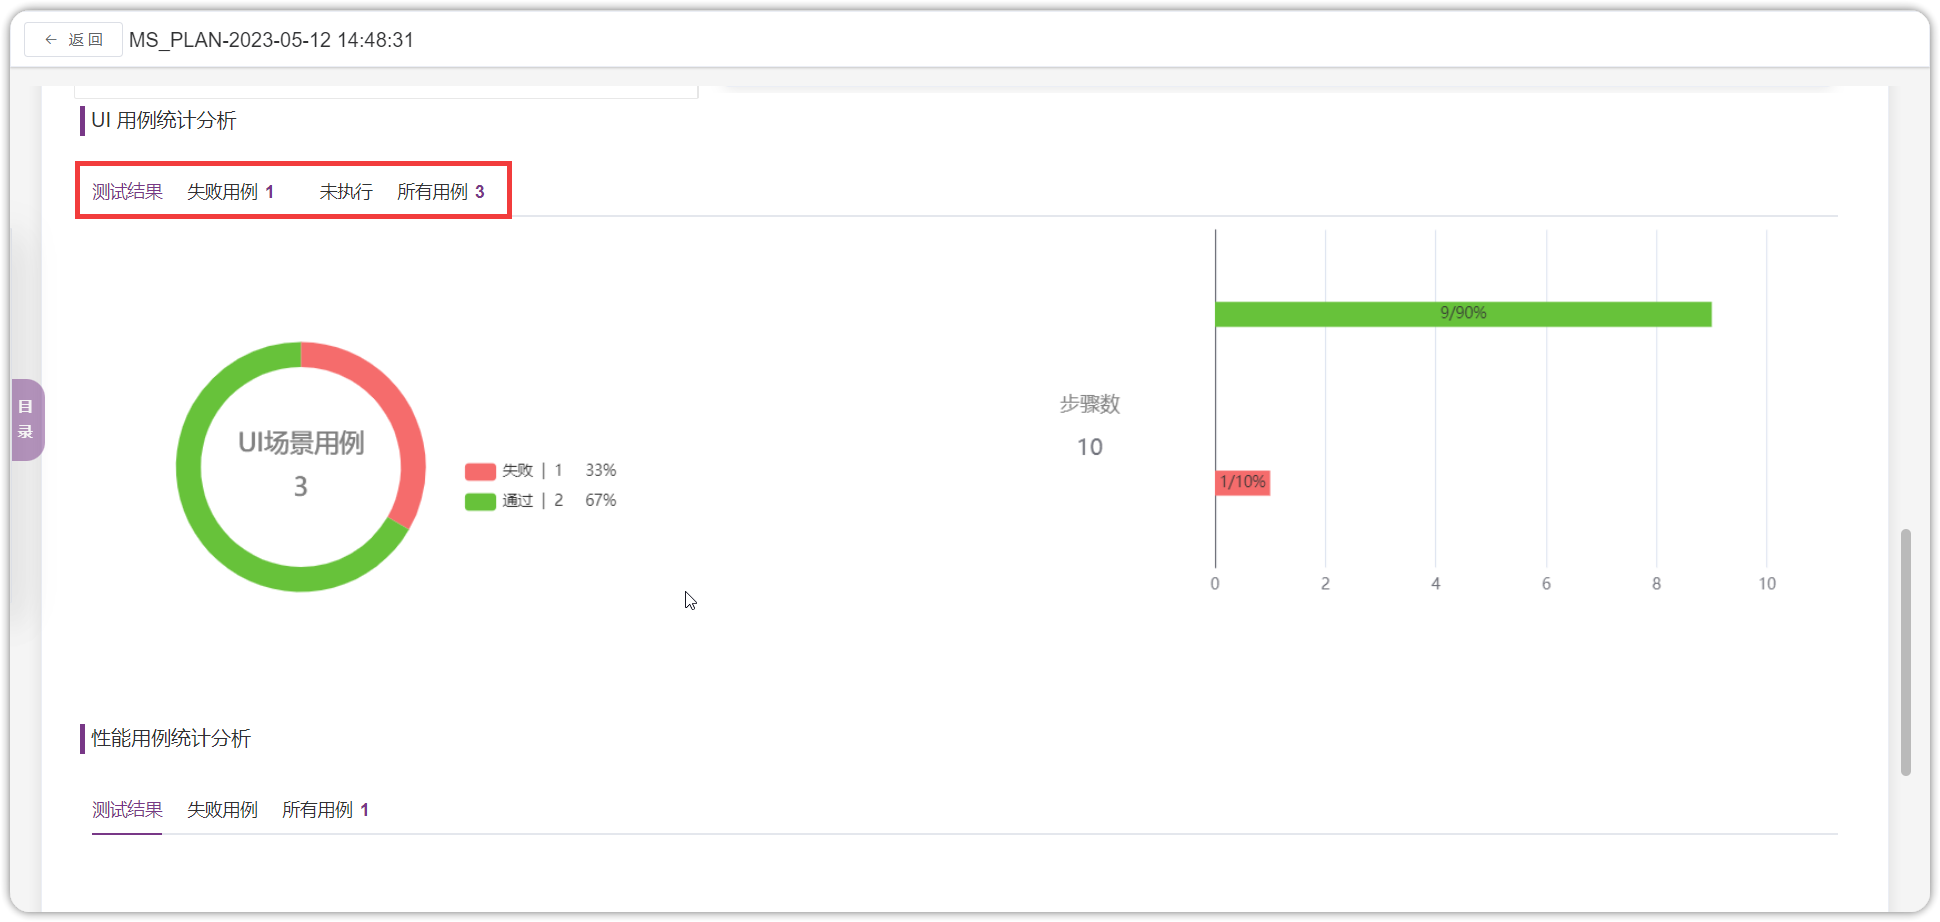 ← 返 回 MS_PLAN-2023-05-12 14:48:31
UI 用例统计分析
测试结果 失败用例 1 未执行 所有用例 3
UI场景用例
3
失败 | 1 33%
通过 | 2 67%
步骤数
10
9/90%
1/10%
0 2 4 6 8 10
目
录
性能用例统计分析
测试结果 失败用例 所有用例 1